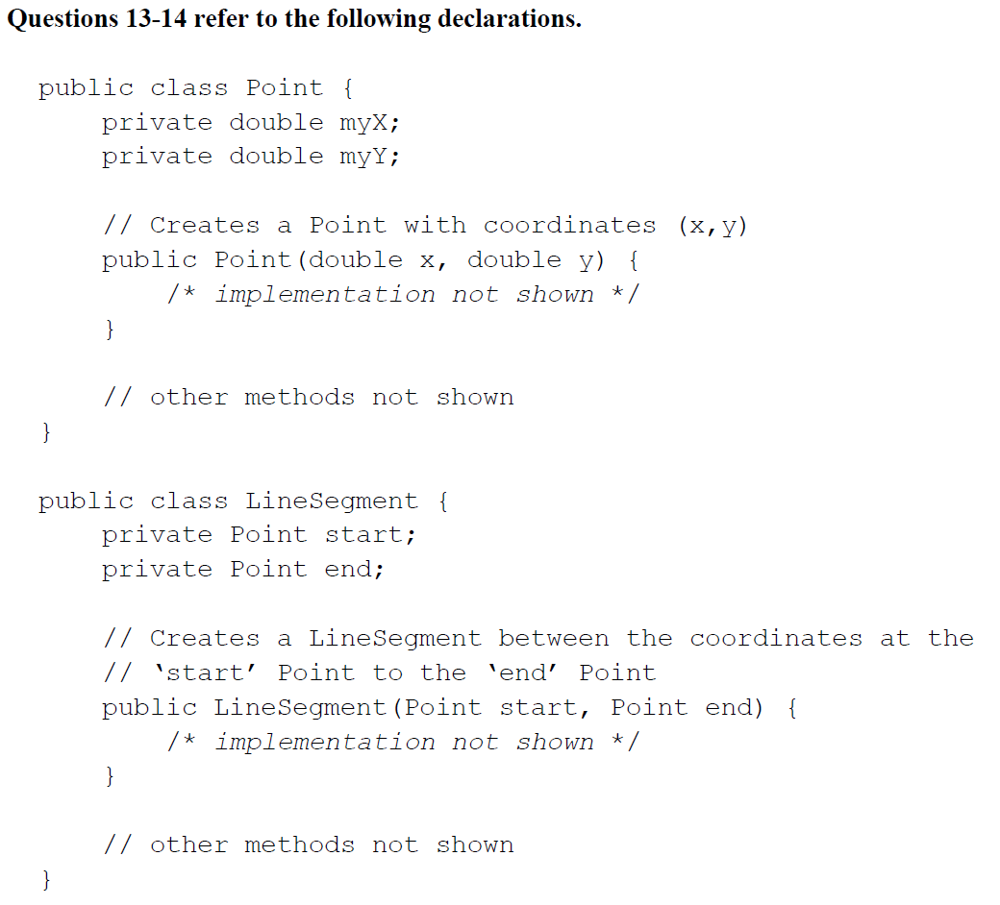 Questions 13-14 refer to the following declarations.
public class Point {
private double myX;
private double myY;
// Creates a Point with coordinates (x,y)
public Point(double x, double y) {
/* implementation not shown */
}
// other methods not shown
}
public class LineSegment {
private Point start;
private Point end;
// Creates a LineSegment between the coordinates at the
// ‘start’ Point to the ‘end’ Point
public LineSegment(Point start, Point end) {
/* implementation not shown */
}
// other methods not shown
}